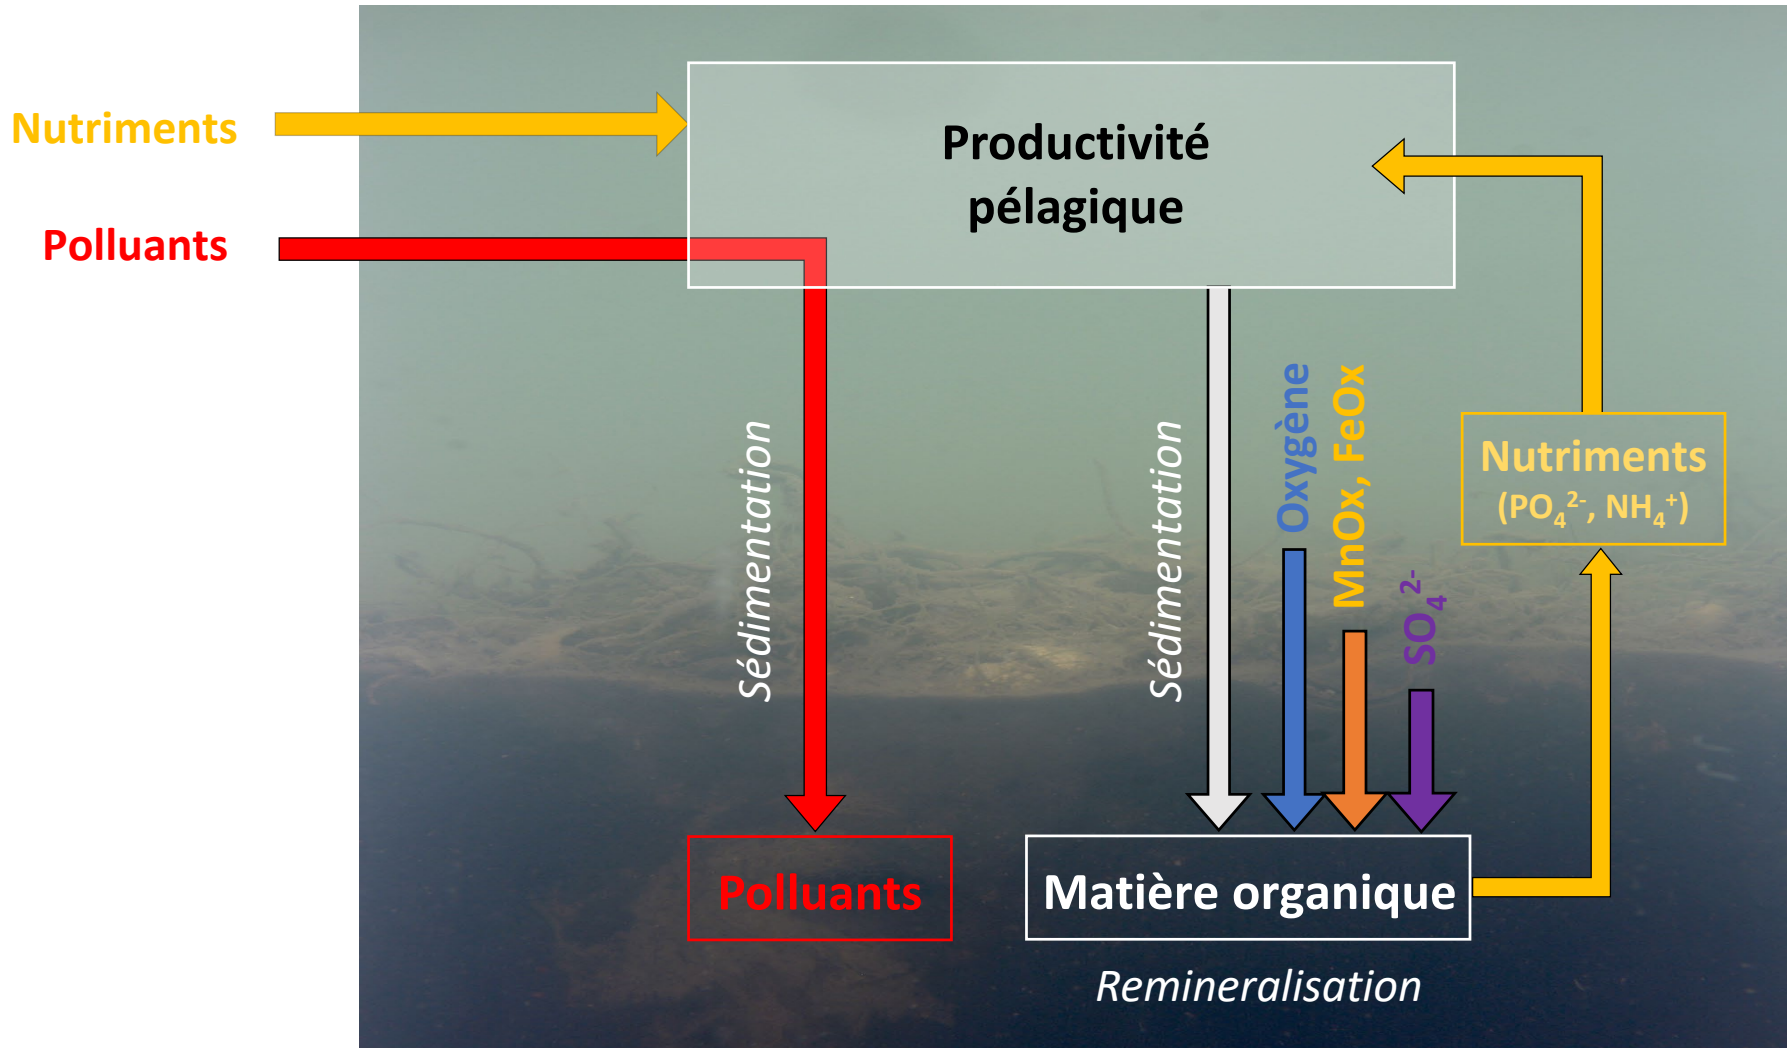 Nutriments
Polluants
Productivité
pélagique
Sédimentation
Sédimentation
Oxygène
MnOx, FeOx
SO₄²⁻
Nutriments
(PO₄²⁻, NH₄⁺)
Polluants
Matière organique
Remineralisation